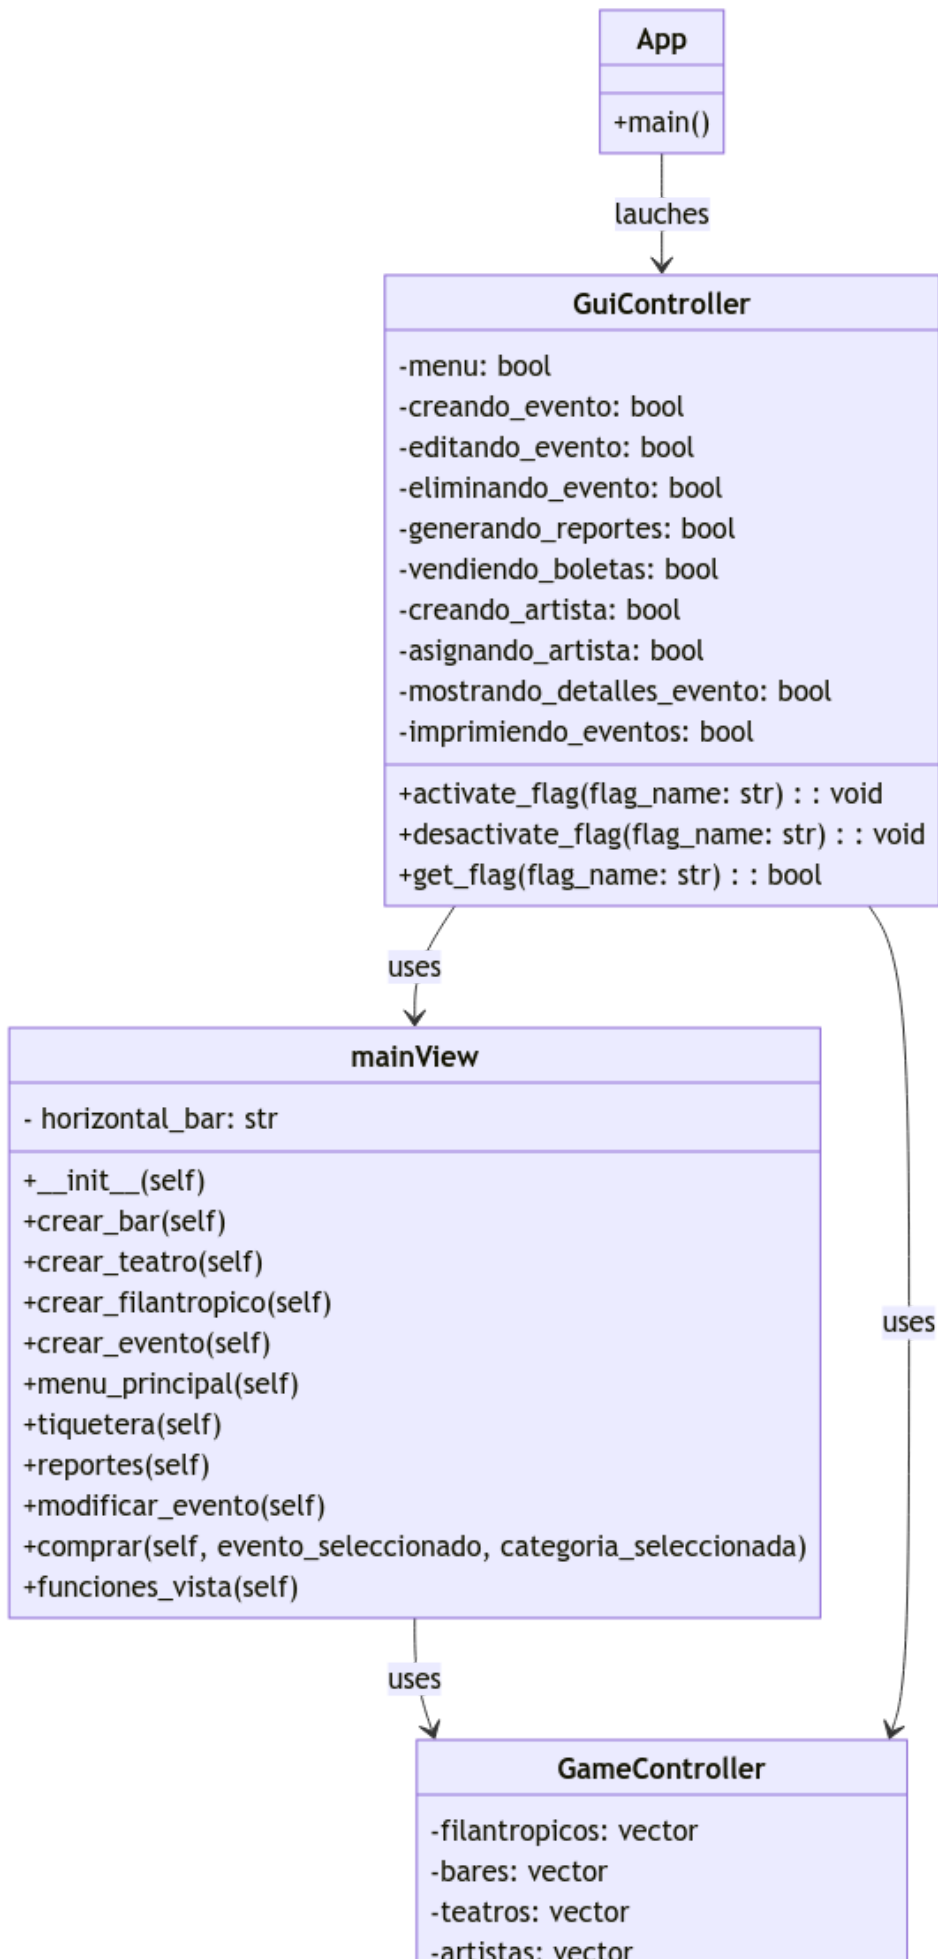 App
+main()
lauches
GuiController
-menu: bool
-creando_evento: bool
-editando_evento: bool
-eliminando_evento: bool
-generando_reportes: bool
-vendiendo_boletas: bool
-creando_artista: bool
-asignando_artista: bool
-mostrando_detalles_evento: bool
-imprimiendo_eventos: bool
+activate_flag(flag_name: str) : : void
+desactivate_flag(flag_name: str) : : void
+get_flag(flag_name: str) : : bool
uses
mainView
- horizontal_bar: str
+__init__(self)
+crear_bar(self)
+crear_teatro(self)
+crear_filantropico(self)
+crear_evento(self)
uses
+menu_principal(self)
+tiquetera(self)
+reportes(self)
+modificar_evento(self)
+comprar(self, evento_seleccionado, categoria_seleccionada)
+funciones_vista(self)
uses
GameController
-filantropicos: vector
-bares: vector
-teatros: vector
-artistas: vector